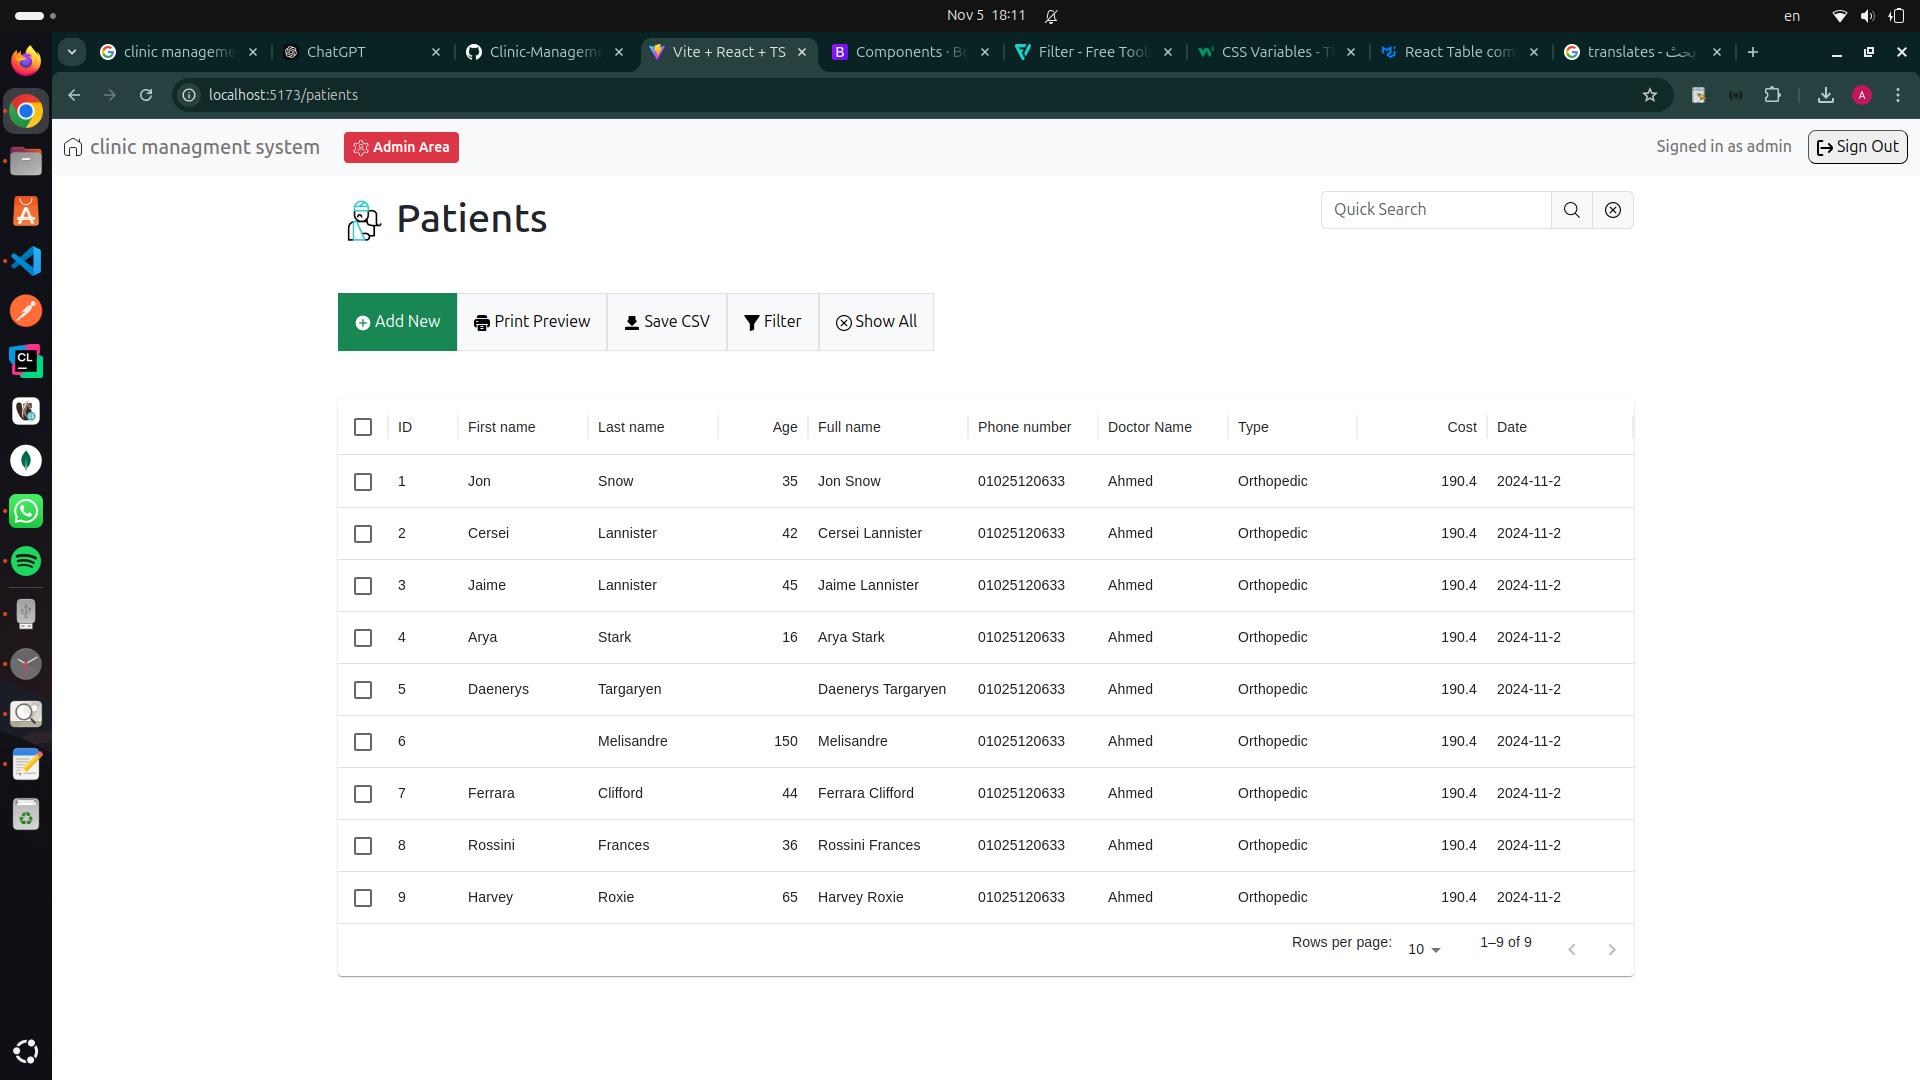 Nov 5 18:11
en
clinic manageme
ChatGPT
Clinic-Manageme
Vite + React + TS
Components · Bo
Filter - Free Tools
CSS Variables - T
React Table com
translates - بحث
localhost:5173/patients
A
clinic managment system
Admin Area
Signed in as admin
Sign Out
Patients
Quick Search
Add New
Print Preview
Save CSV
Filter
Show All
ID First name Last name Age Full name Phone number Doctor Name Type Cost Date
1 Jon Snow 35 Jon Snow 01025120633 Ahmed Orthopedic 190.4 2024-11-2
2 Cersei Lannister 42 Cersei Lannister 01025120633 Ahmed Orthopedic 190.4 2024-11-2
3 Jaime Lannister 45 Jaime Lannister 01025120633 Ahmed Orthopedic 190.4 2024-11-2
4 Arya Stark 16 Arya Stark 01025120633 Ahmed Orthopedic 190.4 2024-11-2
5 Daenerys Targaryen Daenerys Targaryen 01025120633 Ahmed Orthopedic 190.4 2024-11-2
6 Melisandre 150 Melisandre 01025120633 Ahmed Orthopedic 190.4 2024-11-2
7 Ferrara Clifford 44 Ferrara Clifford 01025120633 Ahmed Orthopedic 190.4 2024-11-2
8 Rossini Frances 36 Rossini Frances 01025120633 Ahmed Orthopedic 190.4 2024-11-2
9 Harvey Roxie 65 Harvey Roxie 01025120633 Ahmed Orthopedic 190.4 2024-11-2
Rows per page: 10 1–9 of 9